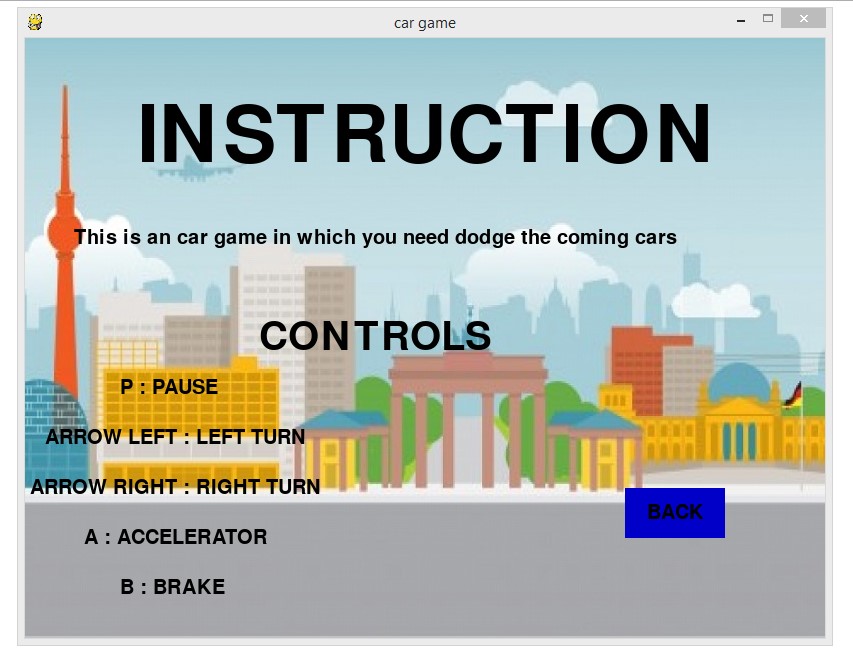 car game
INSTRUCTION
This is an car game in which you need dodge the coming cars
CONTROLS
P : PAUSE
ARROW LEFT : LEFT TURN
ARROW RIGHT : RIGHT TURN
BACK
A : ACCELERATOR
B : BRAKE